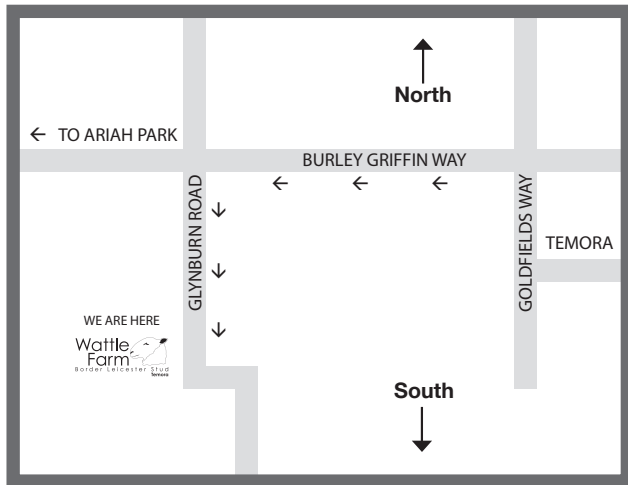 North
← TO ARIAH PARK
BURLEY GRIFFIN WAY
GLYNBURN ROAD
GOLDFIELDS WAY
TEMORA
WE ARE HERE
Wattle
Farm
Border Leicester Stud
Temora
South